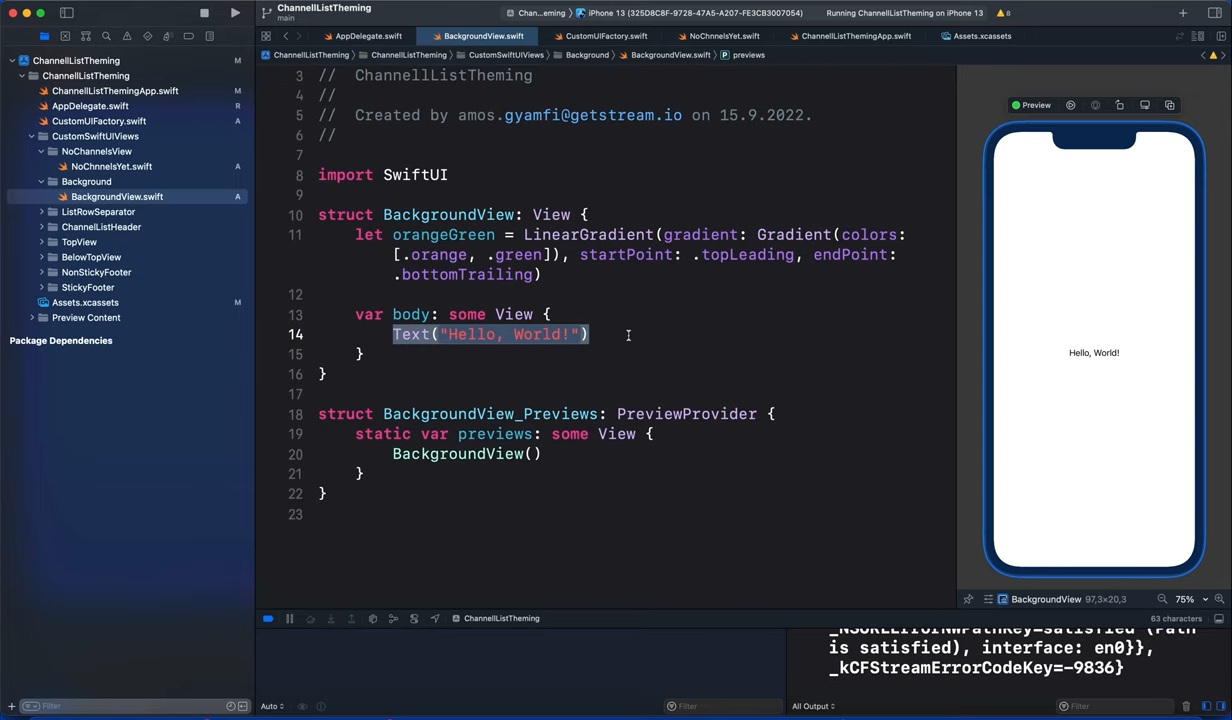 ChannellListTheming
main
Chan...eming
iPhone 13 (325D8C8F-9728-47A5-A207-FE3CB3007054)
Running ChannellListTheming on iPhone 13
8
AppDelegate.swift
BackgroundView.swift
CustomUIFactory.swift
NoChnnelsYet.swift
ChannellListThemingApp.swift
Assets.xcassets
ChannellListTheming
ChannellListTheming
CustomSwiftUIViews
Background
BackgroundView.swift
previews
ChannellListTheming
ChannellListTheming
ChannellListThemingApp.swift M
AppDelegate.swift R
CustomUIFactory.swift A
CustomSwiftUIViews
NoChannelsView
NoChnnelsYet.swift A
Background
BackgroundView.swift A
ListRowSeparator
ChannelListHeader
TopView
BelowTopView
NonStickyFooter
StickyFooter
Assets.xcassets M
Preview Content
Package Dependencies
Filter
3 // ChannellListTheming
4 //
5 // Created by amos.gyamfi@getstream.io on 15.9.2022.
6 //
7
8 import SwiftUI
9
10 struct BackgroundView: View {
11 let orangeGreen = LinearGradient(gradient: Gradient(colors:
[.orange, .green]), startPoint: .topLeading, endPoint:
.bottomTrailing)
12
13 var body: some View {
14 Text("Hello, World!")
15 }
16 }
17
18 struct BackgroundView_Previews: PreviewProvider {
19 static var previews: some View {
20 BackgroundView()
21 }
22 }
23
Preview
Hello, World!
BackgroundView 97,3×20,3
75%
ChannellListTheming
63 characters
_NSURLErrorNWPathKey=satisfied (Path
is satisfied), interface: en0}},
_kCFStreamErrorCodeKey=-9836}
Auto
Filter
All Output
Filter